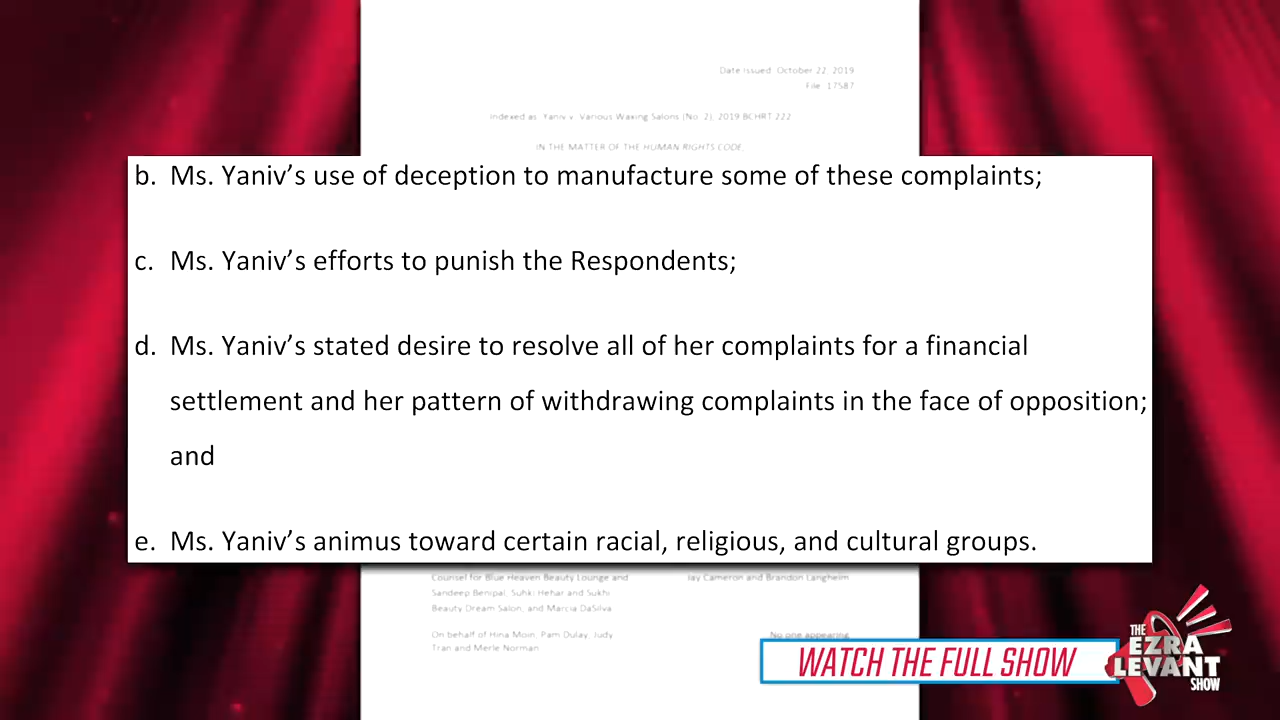 Date Issued: October 22, 2019
File: 17587
Indexed as: Yaniv v. Various Waxing Salons (No. 2), 2019 BCHRT 222
IN THE MATTER OF THE HUMAN RIGHTS CODE,
b. Ms. Yaniv’s use of deception to manufacture some of these complaints;
c. Ms. Yaniv’s efforts to punish the Respondents;
d. Ms. Yaniv’s stated desire to resolve all of her complaints for a financial
settlement and her pattern of withdrawing complaints in the face of opposition;
and
e. Ms. Yaniv’s animus toward certain racial, religious, and cultural groups.
Counsel for Blue Heaven Beauty Lounge and
Jay Cameron and Brandon Langhelm
Sandeep Benipal, Suhki Hehar and Sukhi
Beauty Dream Salon, and Marcia DaSilva
On behalf of Hina Moin, Pam Dulay, Judy
No one appearing
Tran and Merle Norman
WATCH THE FULL SHOW
THE
EZRA
LEVANT
SHOW